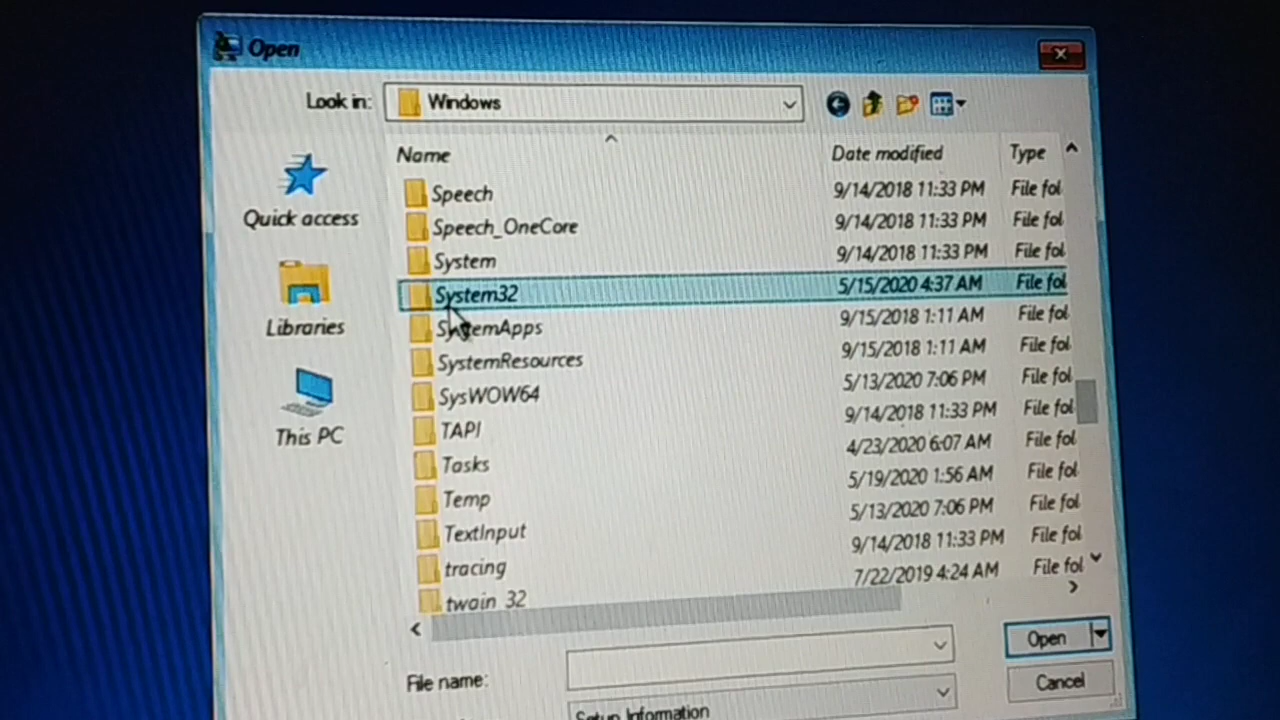 Open
Look in: Windows
Name Date modified Type
Speech 9/14/2018 11:33 PM File fol
Speech_OneCore 9/14/2018 11:33 PM File fol
System 9/14/2018 11:33 PM File fol
System32 5/15/2020 4:37 AM File fol
SystemApps 9/15/2018 1:11 AM File fol
SystemResources 9/15/2018 1:11 AM File fol
SysWOW64 5/13/2020 7:06 PM File fol
TAPI 9/14/2018 11:33 PM File fol
Tasks 4/23/2020 6:07 AM File fol
Temp 5/19/2020 1:56 AM File fol
TextInput 5/13/2020 7:06 PM File fol
tracing 9/14/2018 11:33 PM File fol
twain_32 7/22/2019 4:24 AM File fol
Quick access
Libraries
This PC
File name: Open
Setup Information Cancel